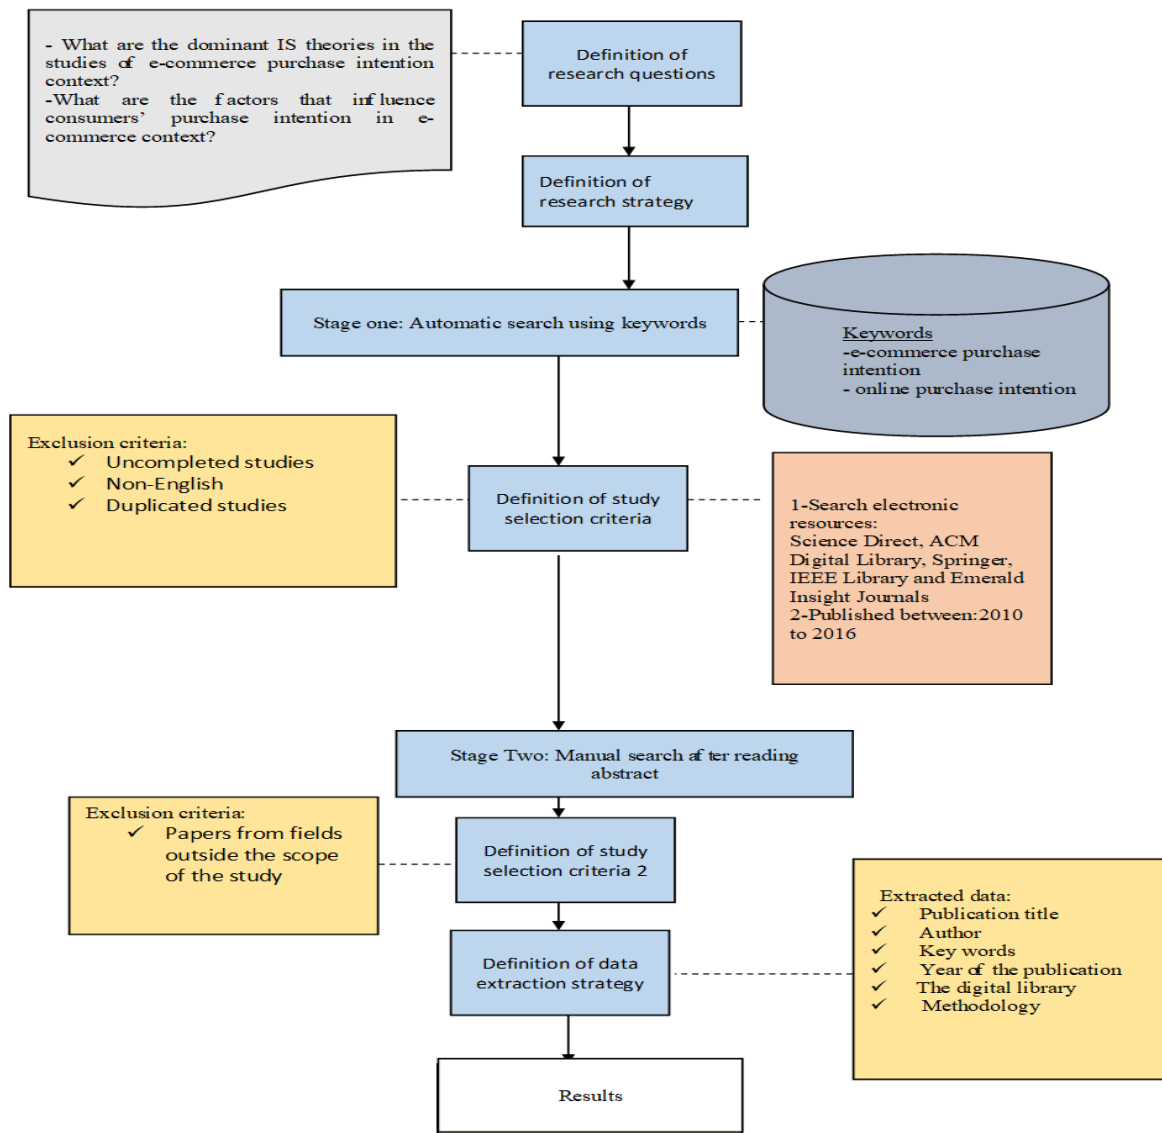 - What are the dominant IS theories in the
studies of e-commerce purchase intention
context?
-What are the factors that influence
consumers' purchase intention in e-
commerce context?
Definition of
research questions
Definition of
research strategy
Stage one: Automatic search using keywords
Keywords
-e-commerce purchase
intention
- online purchase intention
Exclusion criteria:
✓ Uncompleted studies
✓ Non-English
✓ Duplicated studies
Definition of study
selection criteria
1-Search electronic
resources:
Science Direct, ACM
Digital Library, Springer,
IEEE Library and Emerald
Insight Journals
2-Published between:2010
to 2016
Stage Two: Manual search after reading
abstract
Exclusion criteria:
✓ Papers from fields
outside the scope
of the study
Definition of study
selection criteria 2
Definition of data
extraction strategy
Extracted data:
✓ Publication title
✓ Author
✓ Key words
✓ Year of the publication
✓ The digital library
✓ Methodology
Results